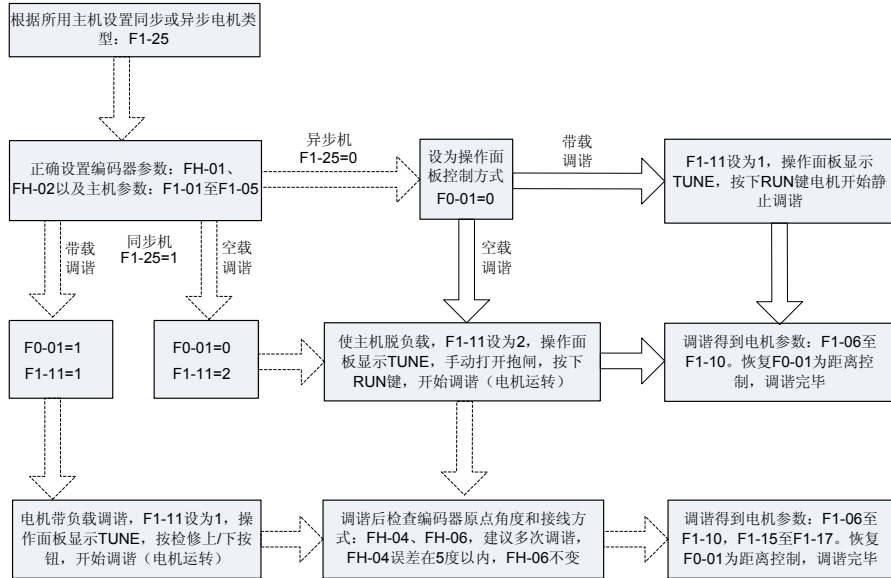 根据所用主机设置同步或异步电机类
型：F1-25
正确设置编码器参数：FH-01、
FH-02以及主机参数：F1-01至F1-05
异步机
F1-25=0
设为操作面
板控制方式
F0-01=0
带载
调谐
F1-11设为1，操作面板显示
TUNE，按下RUN键电机开始静
止调谐
带载
调谐
同步机
F1-25=1
空载
调谐
空载
调谐
F0-01=1
F1-11=1
F0-01=0
F1-11=2
使主机脱负载，F1-11设为2，操作面
板显示TUNE，手动打开抱闸，按下
RUN键，开始调谐（电机运转）
调谐得到电机参数：F1-06至
F1-10。恢复F0-01为距离控
制，调谐完毕
电机带负载调谐，F1-11设为1，操
作面板显示TUNE，按检修上/下按
钮，开始调谐（电机运转）
调谐后检查编码器原点角度和接线方
式：FH-04、FH-06，建议多次调谐，
FH-04误差在5度以内，FH-06不变
调谐得到电机参数：F1-06至
F1-10，F1-15至F1-17。恢复
F0-01为距离控制，调谐完毕